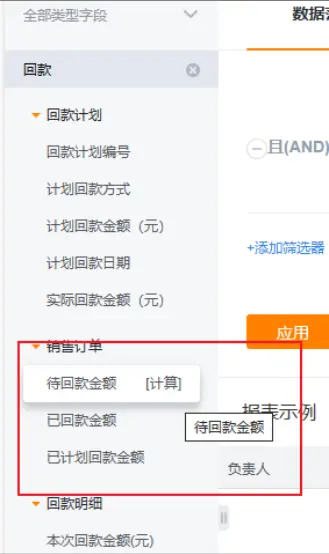 全部类型字段
回款
回款计划
回款计划编号
计划回款方式
计划回款金额（元）
计划回款日期
实际回款金额（元）
销售订单
待回款金额 [计算]
已回款金额
已计划回款金额
回款明细
本次回款金额(元)
且(AND)
+添加筛选器
应用
报表示例
待回款金额
负责人